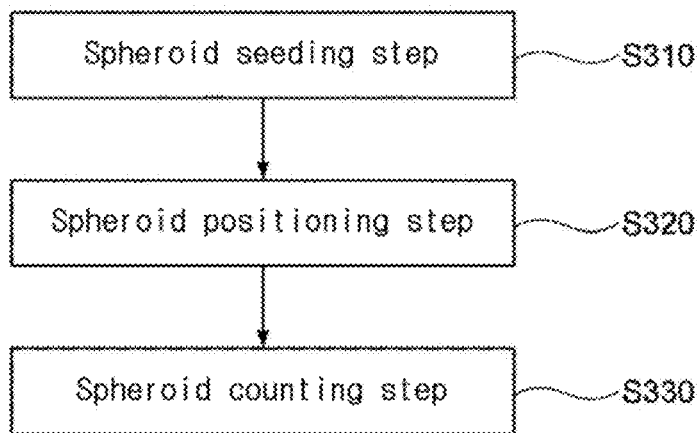 Spheroid seeding step S310
Spheroid positioning step S320
Spheroid counting step S330